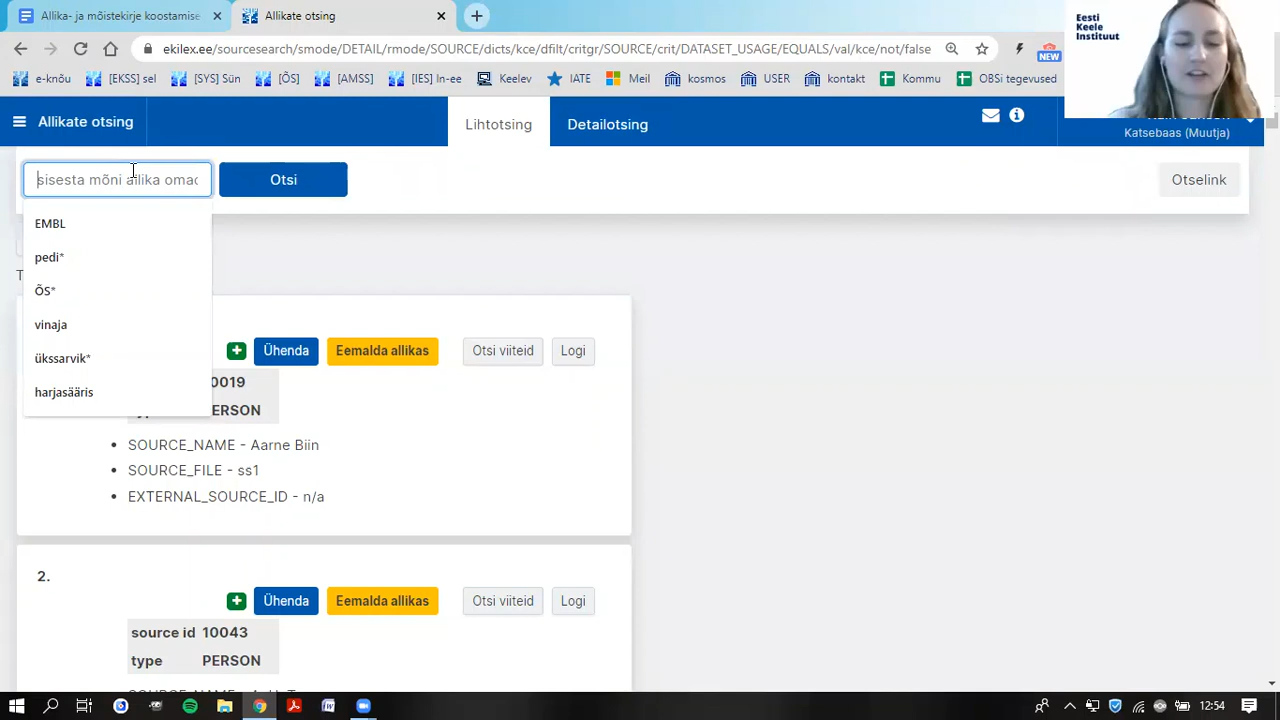 Allika- ja mõistekirje koostamise
Allikate otsing
ekilex.ee/sourcesearch/smode/DETAIL/rmode/SOURCE/dicts/kce/dfilt/critgr/SOURCE/crit/DATASET_USAGE/EQUALS/val/kce/not/false
NEW
e-knõu
[EKSS] sel
[SYS] Sün
[ÕS]
[AMSS]
[IES] In-ee
Keelev
IATE
Meil
kosmos
USER
kontakt
Kommu
OBSi tegevused
Eesti
Keele
Instituut
Allikate otsing
Lihtotsing
Detailotsing
Katsebaas (Muutja)
sisesta mõni allika omad
Otsi
Otselink
EMBL
pedi*
ÕS*
vinaja
ükssarvik*
harjasääris
T
Ühenda
Eemalda allikas
Otsi viiteid
Logi
0019
ERSON
SOURCE_NAME - Aarne Biin
SOURCE_FILE - ss1
EXTERNAL_SOURCE_ID - n/a
2.
Ühenda
Eemalda allikas
Otsi viiteid
Logi
source id 10043
type PERSON
12:54